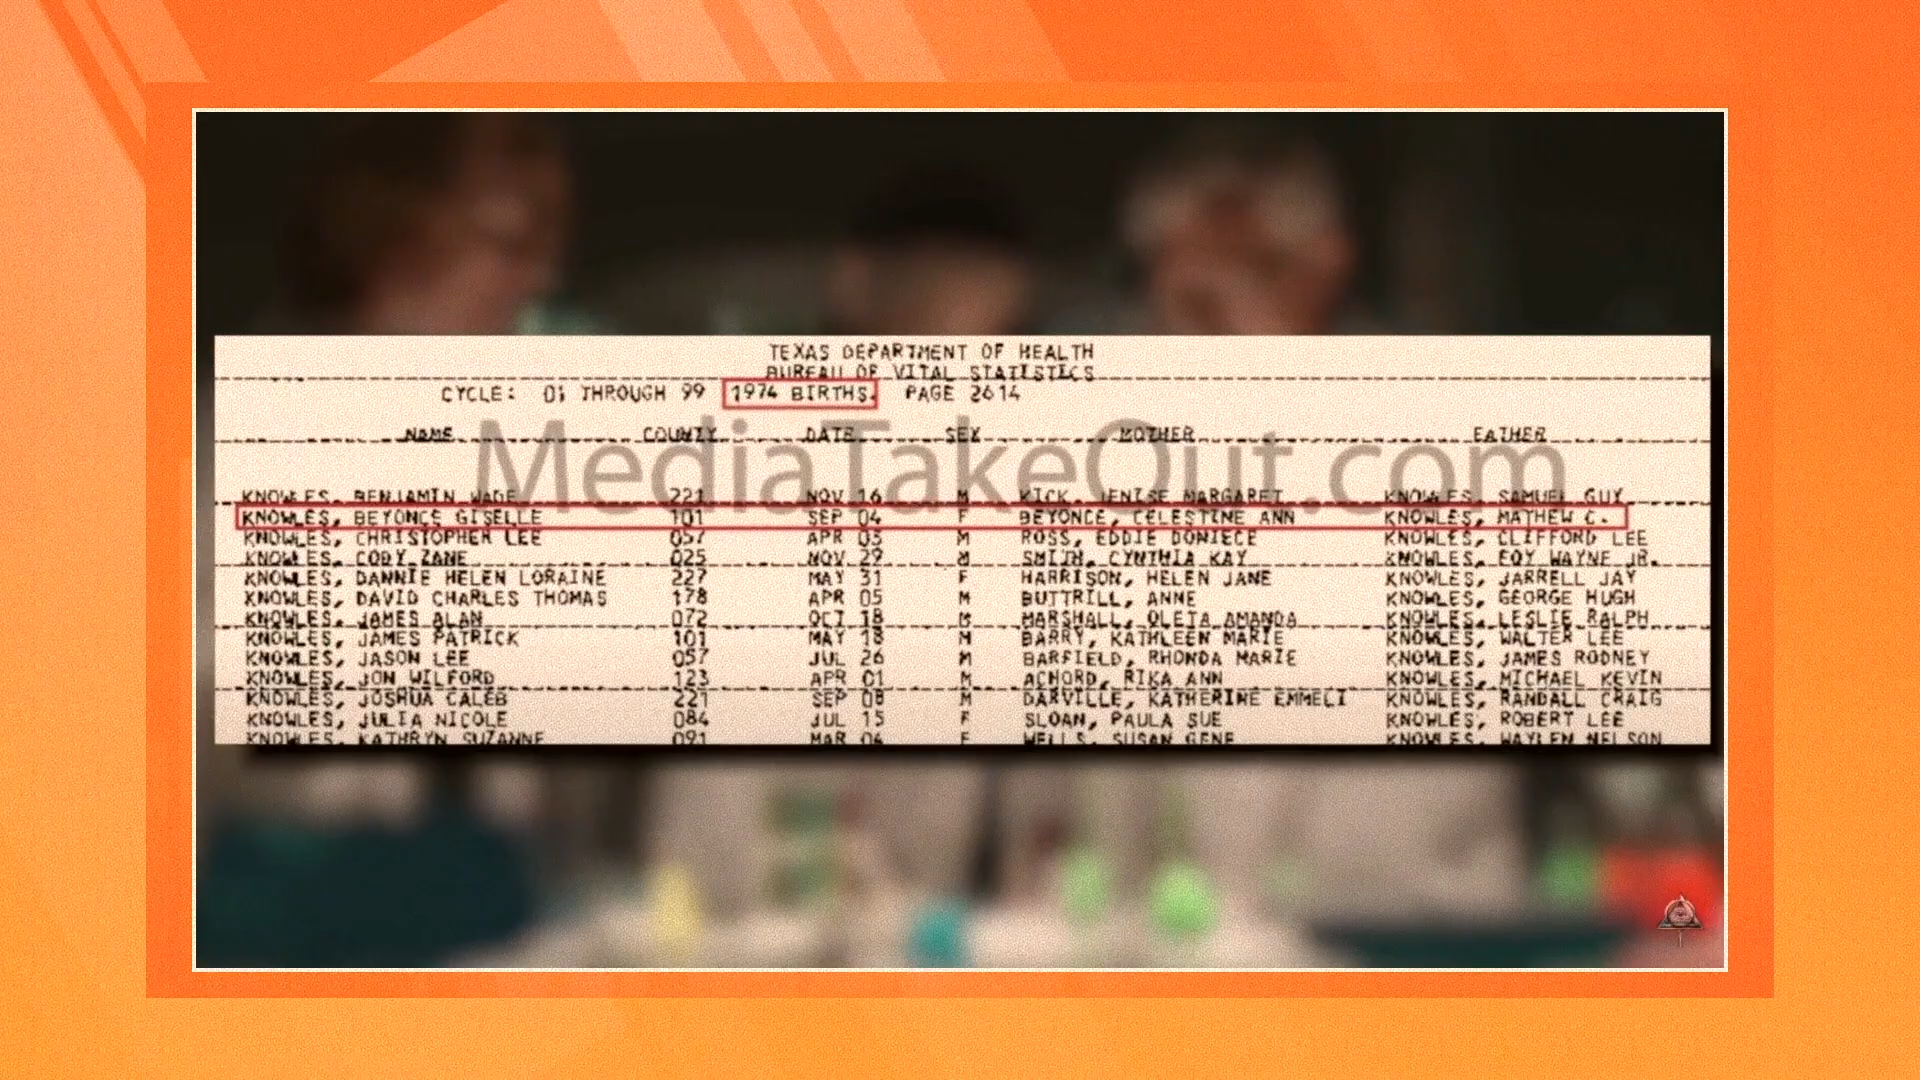 TEXAS DEPARTMENT OF HEALTH
BUREAU OF VITAL STATISTICS
CYCLE: 01 THROUGH 99 1974 BIRTHS. PAGE 2614
MediaTakeOut.com
NAME COUNTY DATE SEX MOTHER FATHER
KNOWLES, BENJAMIN WADE 221 NOV 16 M KICK, JENISE MARGARET KNOWLES, SAMUEL GUY
KNOWLES, BEYONCE GISELLE 101 SEP 04 F BEYONCE, CELESTINE ANN KNOWLES, MATHEW C.
KNOWLES, CHRISTOPHER LEE 057 APR 03 M ROSS, EDDIE DONIECE KNOWLES, CLIFFORD LEE
KNOWLES, CODY ZANE 025 NOV 29 M SMITH, CYNTHIA KAY KNOWLES, FOY WAYNE JR.
KNOWLES, DANNIE HELEN LORAINE 227 MAY 31 F HARRISON, HELEN JANE KNOWLES, JARRELL JAY
KNOWLES, DAVID CHARLES THOMAS 178 APR 05 M BUTTRILL, ANNE KNOWLES, GEORGE HUGH
KNOWLES, JAMES ALAN 072 OCT 18 M MARSHALL, OLETA AMANDA KNOWLES, LESLIE RALPH
KNOWLES, JAMES PATRICK 101 MAY 18 M BARRY, KATHLEEN MARIE KNOWLES, WALTER LEE
KNOWLES, JASON LEE 057 JUL 26 M BARFIELD, RHONDA MARIE KNOWLES, JAMES RODNEY
KNOWLES, JON WILFORD 123 APR 01 M ACHORD, RIKA ANN KNOWLES, MICHAEL KEVIN
KNOWLES, JOSHUA CALEB 221 SEP 08 M DARVILLE, KATHERINE EMMELI KNOWLES, RANDALL CRAIG
KNOWLES, JULIA NICOLE 084 JUL 15 F SLOAN, PAULA SUE KNOWLES, ROBERT LEE
KNOWLES, KATHRYN SUZANNE 091 MAR 04 F WELLS, SUSAN GENE KNOWLES, WAYLEN NELSON